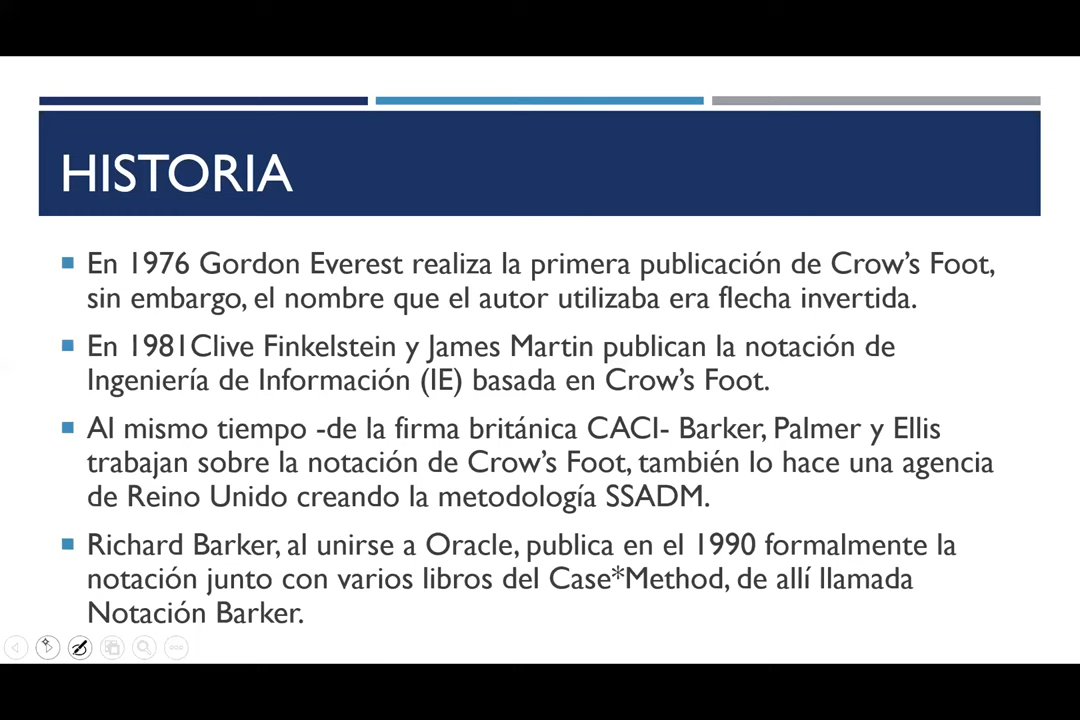 HISTORIA
En 1976 Gordon Everest realiza la primera publicación de Crow’s Foot,
sin embargo, el nombre que el autor utilizaba era flecha invertida.
En 1981Clive Finkelstein y James Martin publican la notación de
Ingeniería de Información (IE) basada en Crow’s Foot.
Al mismo tiempo -de la firma británica CACI- Barker, Palmer y Ellis
trabajan sobre la notación de Crow’s Foot, también lo hace una agencia
de Reino Unido creando la metodología SSADM.
Richard Barker, al unirse a Oracle, publica en el 1990 formalmente la
notación junto con varios libros del Case*Method, de allí llamada
Notación Barker.